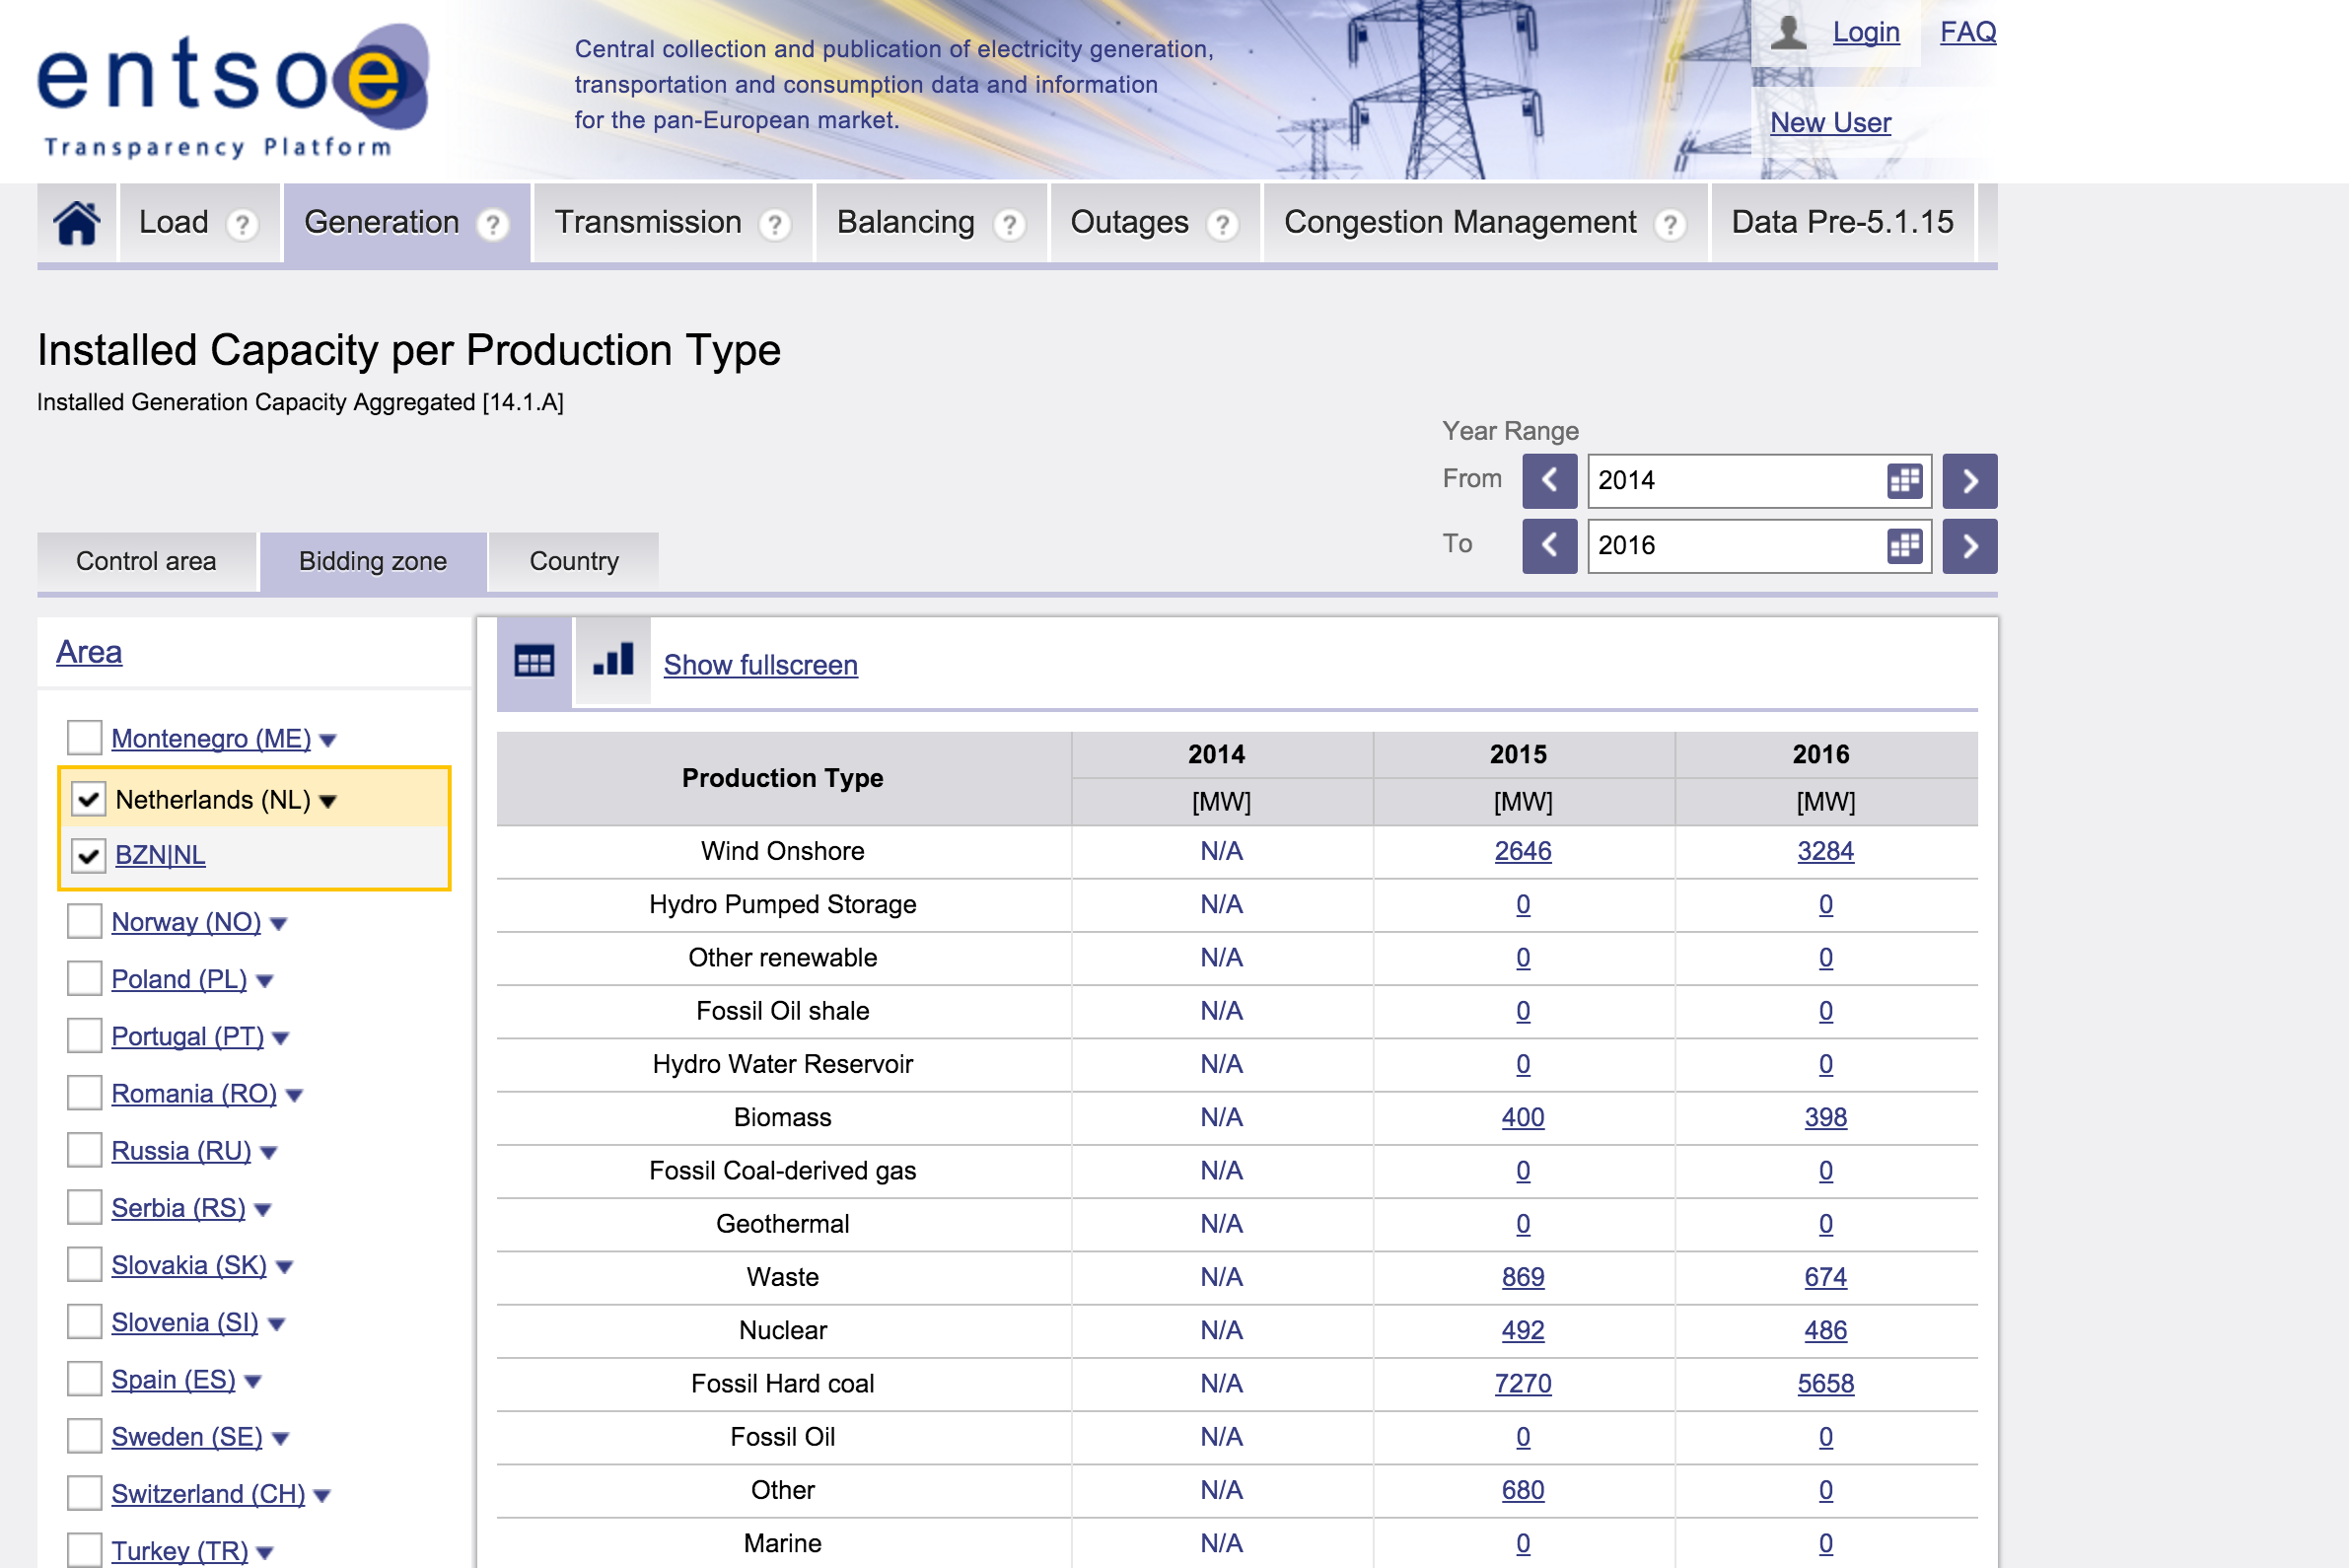 entsoe
Transparency Platform
Central collection and publication of electricity generation,
transportation and consumption data and information
for the pan-European market.
Login FAQ
New User
Load ? Generation ? Transmission ? Balancing ? Outages ? Congestion Management ? Data Pre-5.1.15
Installed Capacity per Production Type
Installed Generation Capacity Aggregated [14.1.A]
Year Range
From 2014
To 2016
Control area Bidding zone Country
Area
Montenegro (ME)
Netherlands (NL)
BZN|NL
Norway (NO)
Poland (PL)
Portugal (PT)
Romania (RO)
Russia (RU)
Serbia (RS)
Slovakia (SK)
Slovenia (SI)
Spain (ES)
Sweden (SE)
Switzerland (CH)
Turkey (TR)
Show fullscreen
Production Type 2014 2015 2016
[MW] [MW] [MW]
Wind Onshore N/A 2646 3284
Hydro Pumped Storage N/A 0 0
Other renewable N/A 0 0
Fossil Oil shale N/A 0 0
Hydro Water Reservoir N/A 0 0
Biomass N/A 400 398
Fossil Coal-derived gas N/A 0 0
Geothermal N/A 0 0
Waste N/A 869 674
Nuclear N/A 492 486
Fossil Hard coal N/A 7270 5658
Fossil Oil N/A 0 0
Other N/A 680 0
Marine N/A 0 0